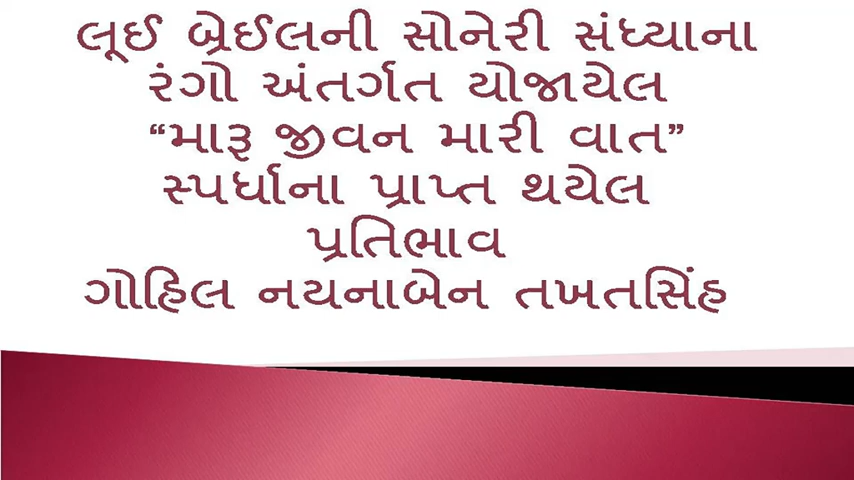 લૂઈ બ્રેઈલની સોનેરી સંધ્યાના
રંગો અંતર્ગત યોજાયેલ
“મારૂ જીવન મારી વાત”
સ્પર્ધાના પ્રાપ્ત થયેલ
પ્રતિભાવ
ગોહિલ નયનાબેન તખતસિંહ